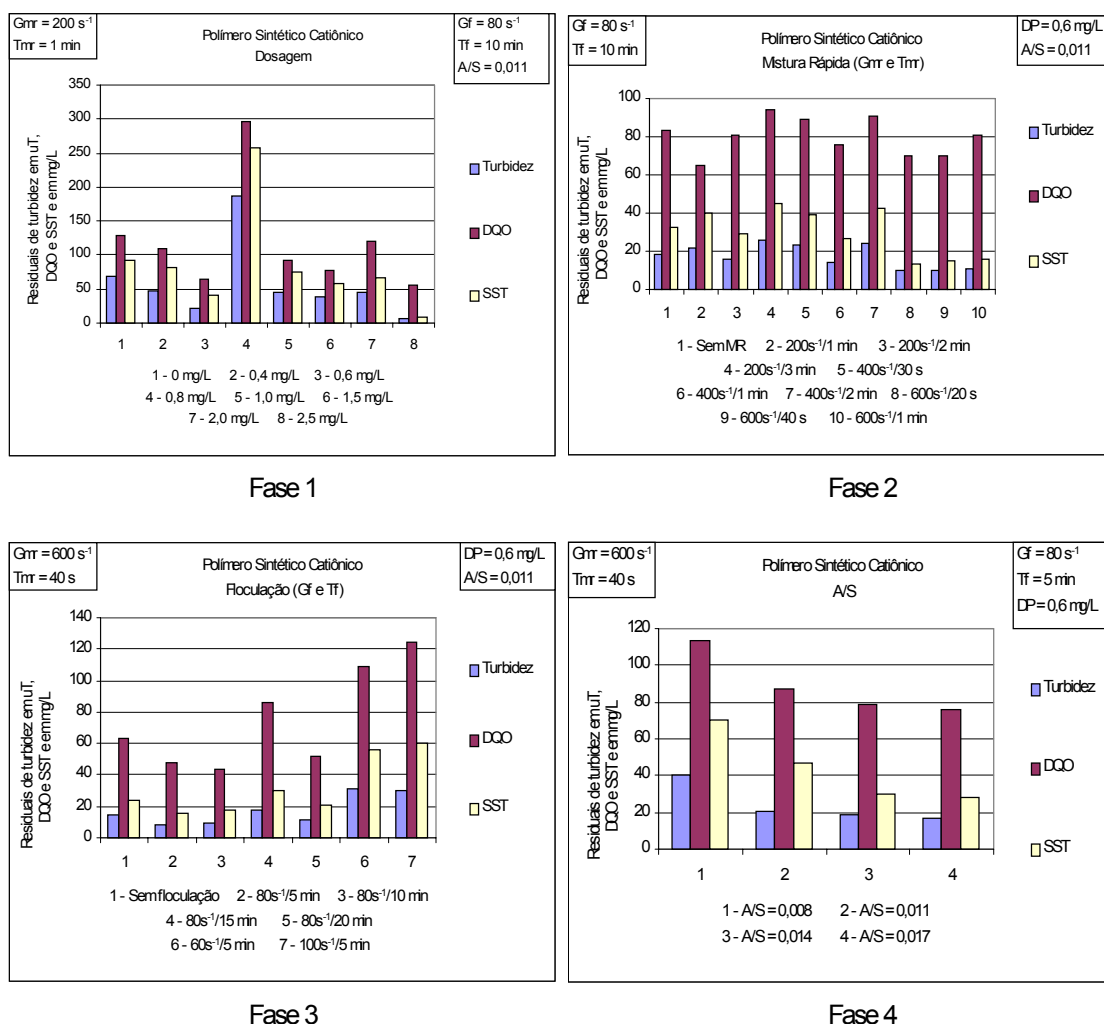 Gmr = 200 s⁻¹
Tmr = 1 min
Polímero Sintético Catiônico
Dosagem
Gf = 80 s⁻¹
Tf = 10 min
A/S = 0,011
Residuais de turbidez em uT,
DQO e SST e em mg/L
350
300
250
200
150
100
50
0
1 2 3 4 5 6 7 8
Turbidez
DQO
SST
1 - 0 mg/L 2 - 0,4 mg/L 3 - 0,6 mg/L
4 - 0,8 mg/L 5 - 1,0 mg/L 6 - 1,5 mg/L
7 - 2,0 mg/L 8 - 2,5 mg/L
Fase 1
Gf = 80 s⁻¹
Tf = 10 min
Polímero Sintético Catiônico
Mistura Rápida (Gmr e Tmr)
DP = 0,6 mg/L
A/S = 0,011
Residuais de turbidez em uT,
DQO e SST e em mg/L
100
80
60
40
20
0
1 2 3 4 5 6 7 8 9 10
Turbidez
DQO
SST
1 - Sem MR 2 - 200s⁻¹/1 min 3 - 200s⁻¹/2 min
4 - 200s⁻¹/3 min 5 - 400s⁻¹/30 s
6 - 400s⁻¹/1 min 7 - 400s⁻¹/2 min 8 - 600s⁻¹/20 s
9 - 600s⁻¹/40 s 10 - 600s⁻¹/1 min
Fase 2
Gmr = 600 s⁻¹
Tmr = 40 s
Polímero Sintético Catiônico
Floculação (Gf e Tf)
DP = 0,6 mg/L
A/S = 0,011
Residuais de turbidez em uT,
DQO e SST e em mg/L
140
120
100
80
60
40
20
0
1 2 3 4 5 6 7
Turbidez
DQO
SST
1 - Sem floculação 2 - 80s⁻¹/5 min 3 - 80s⁻¹/10 min
4 - 80s⁻¹/15 min 5 - 80s⁻¹/20 min
6 - 60s⁻¹/5 min 7 - 100s⁻¹/5 min
Fase 3
Gmr = 600 s⁻¹
Tmr = 40 s
Polímero Sintético Catiônico
A/S
Gf = 80 s⁻¹
Tf = 5 min
DP = 0,6 mg/L
Residuais de turbidez em uT,
DQO e SST e em mg/L
120
100
80
60
40
20
0
1 2 3 4
Turbidez
DQO
SST
1 - A/S = 0,008 2 - A/S = 0,011
3 - A/S = 0,014 4 - A/S = 0,017
Fase 4